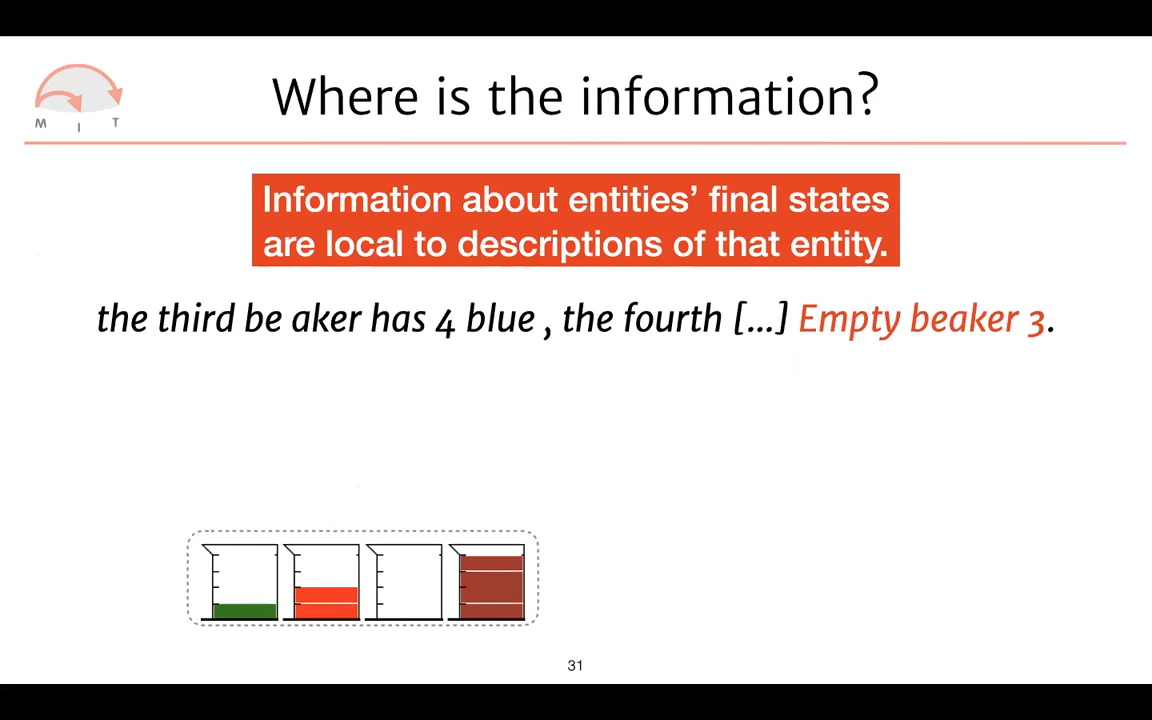 Where is the information?
M I T
Information about entities’ final states
are local to descriptions of that entity.
the third be aker has 4 blue , the fourth [...] Empty beaker 3.
31